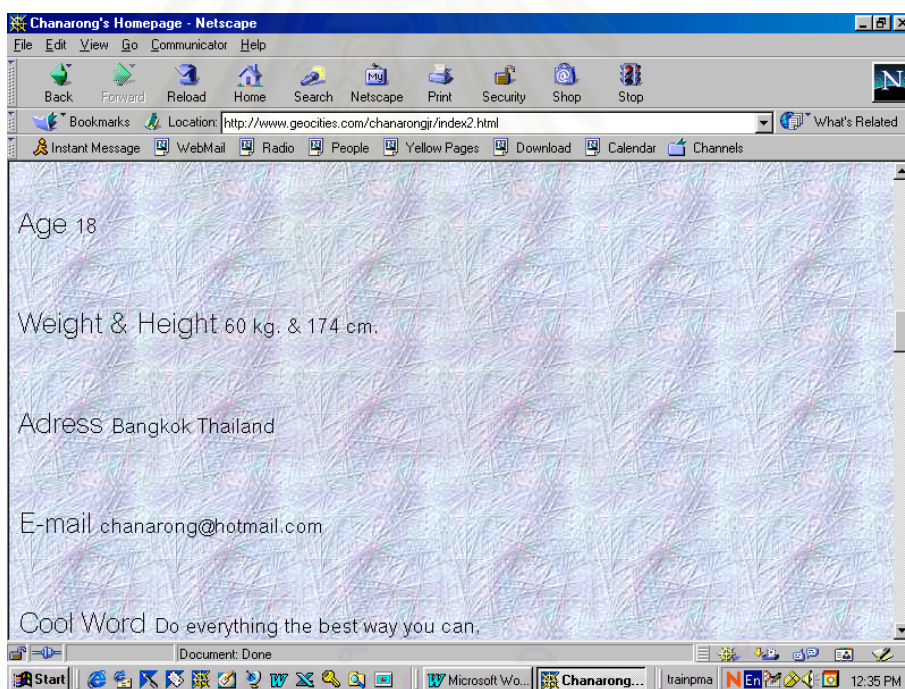 Chanarong's Homepage - Netscape
File Edit View Go Communicator Help
Back Forward Reload Home Search Netscape Print Security Shop Stop
Bookmarks Location: http://www.geocities.com/chanarongjr/index2.html What's Related
Instant Message WebMail Radio People Yellow Pages Download Calendar Channels
Age 18
Weight & Height 60 kg. & 174 cm.
Adress Bangkok Thailand
E-mail chanarong@hotmail.com
Cool Word Do everything the best way you can.
Document: Done
Start Microsoft Wo... Chanarong... trainpma En 12:35 PM